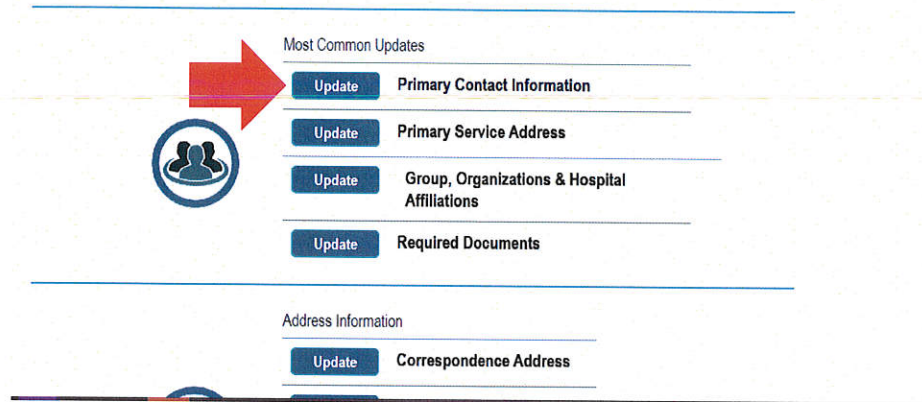 Most Common Updates
Update Primary Contact Information
Update Primary Service Address
Update Group, Organizations & Hospital
Affiliations
Update Required Documents
Address Information
Update Correspondence Address